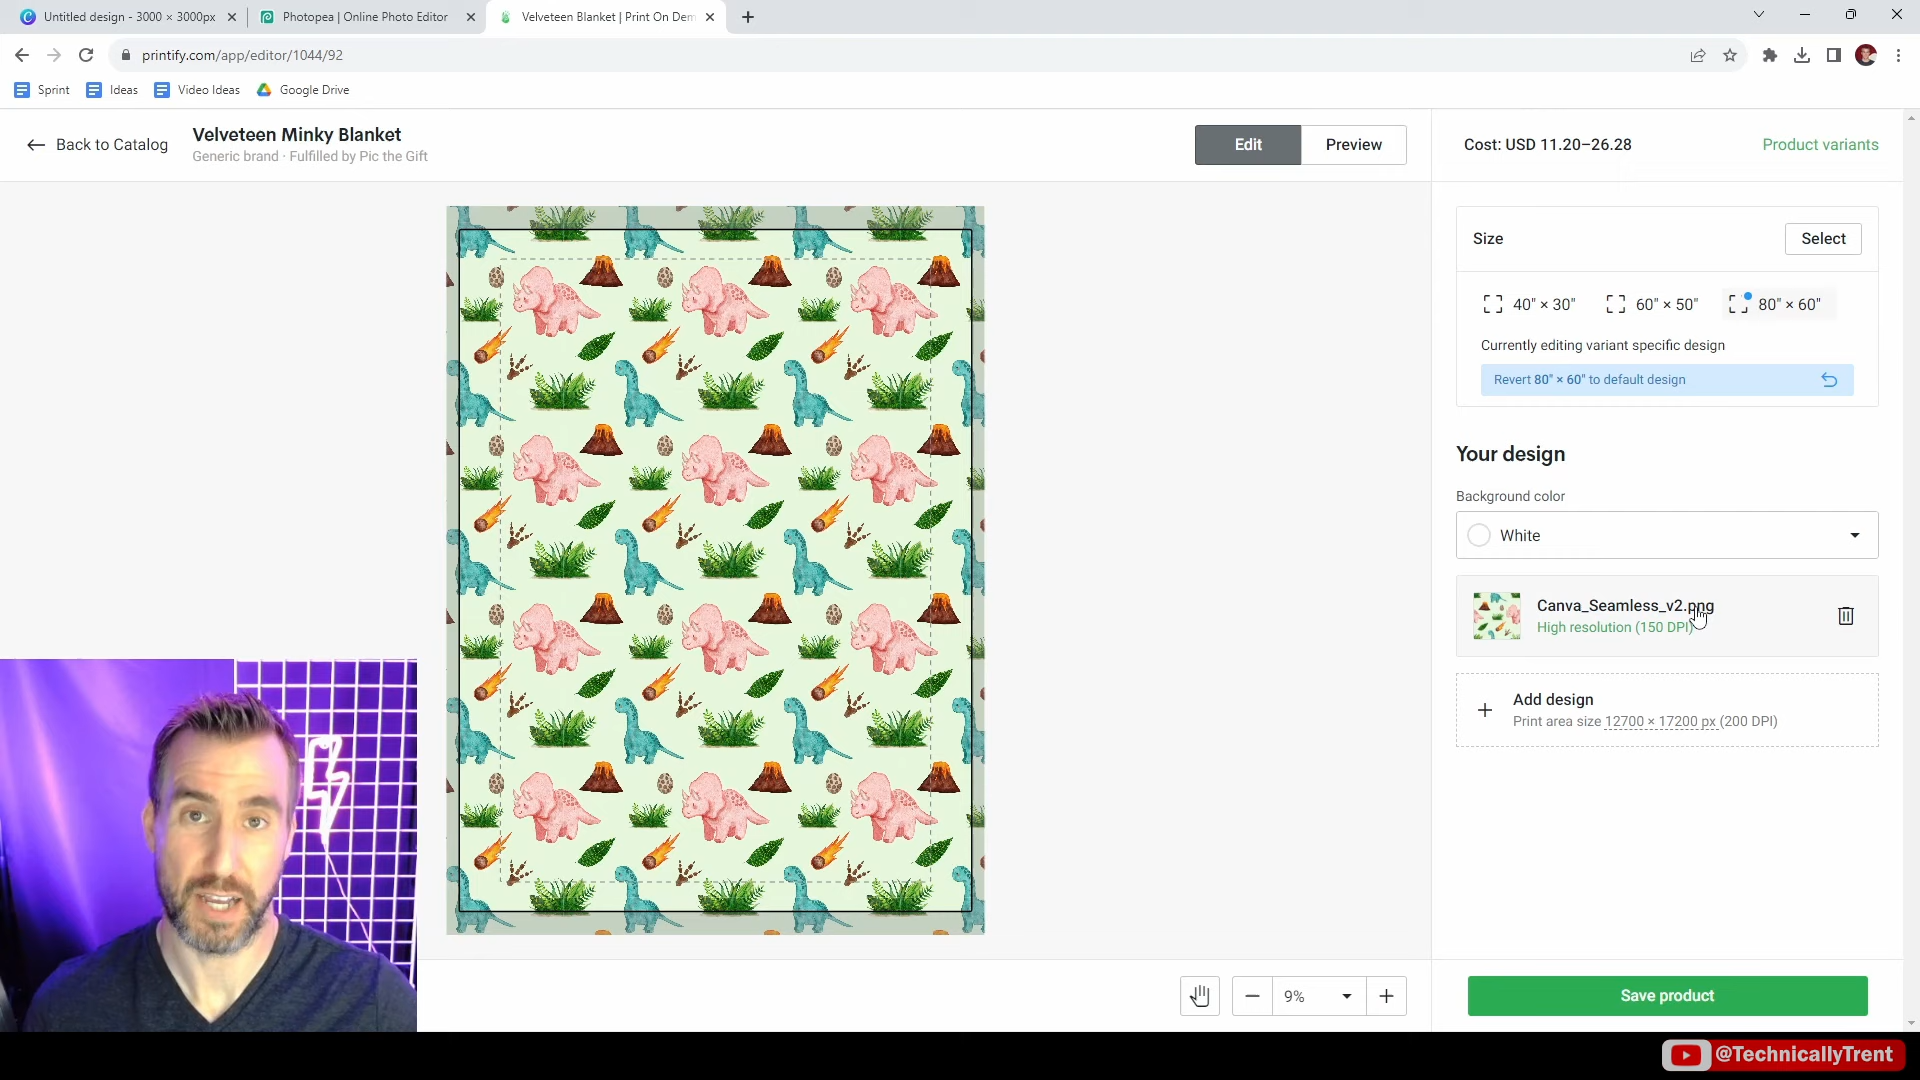 Untitled design - 3000 × 3000px
Photopea | Online Photo Editor
Velveteen Blanket | Print On Dem
printify.com/app/editor/1044/92
Sprint
Ideas
Video Ideas
Google Drive
Back to Catalog
Velveteen Minky Blanket
Generic brand · Fulfilled by Pic the Gift
Edit
Preview
Cost: USD 11.20–26.28
Product variants
Size
Select
40" × 30"
60" × 50"
80" × 60"
Currently editing variant specific design
Revert 80" × 60" to default design
Your design
Background color
White
Canva_Seamless_v2.png
High resolution (150 DPI)
Add design
Print area size 12700 × 17200 px (200 DPI)
9%
Save product
@TechnicallyTrent